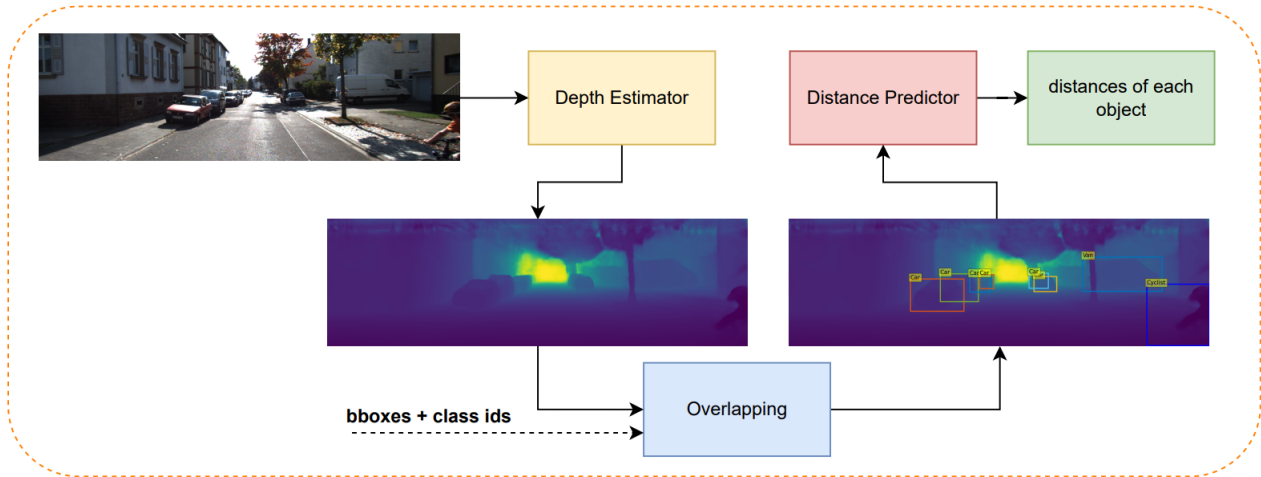 Depth Estimator
Distance Predictor
distances of each
object
Car
Car
Car
Car
Car
Van
Cyclist
bboxes + class ids
Overlapping